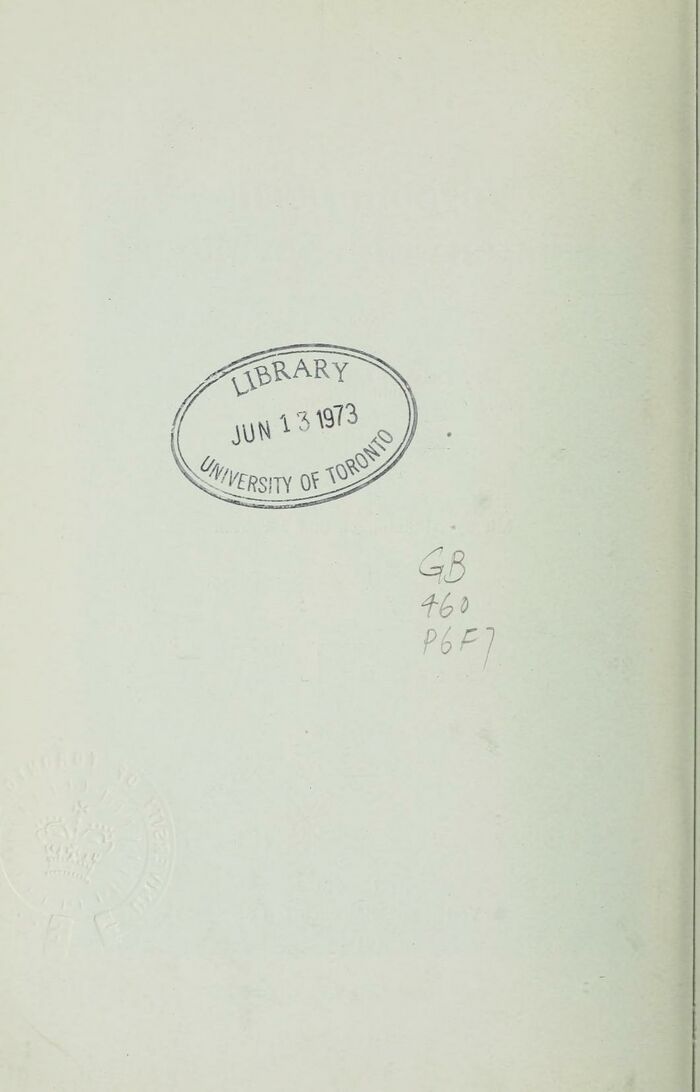 LIBRARY
JUN 13 1973
UNIVERSITY OF TORONTO
GB
460
P6F7